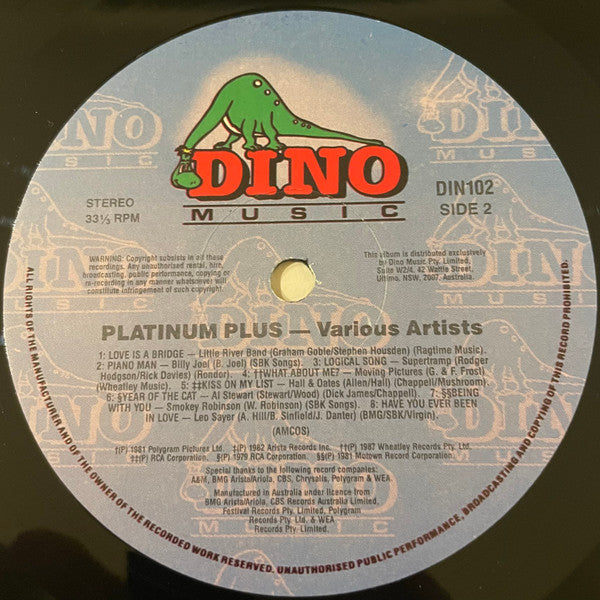 DINO
MUSIC
STEREO
33⅓ RPM
DIN102
SIDE 2
WARNING: Copyright subsists in all these
recordings. Any unauthorised rental, hire,
broadcasting, public performance, copying or
re-recording in any manner whatsoever will
constitute infringement of such copyright.
This album is distributed exclusively
by Dino Music Pty. Limited,
Suite W2/4, 42 Wattle Street,
Ultimo, NSW, 2007, Australia.
PLATINUM PLUS — Various Artists
1: LOVE IS A BRIDGE — Little River Band (Graham Goble/Stephen Housden) (Ragtime Music).
2: PIANO MAN — Billy Joel (B. Joel) (SBK Songs). 3: LOGICAL SONG — Supertramp (Rodger
Hodgson/Rick Davies) (Rondor). 4: ††WHAT ABOUT ME? — Moving Pictures (G. & F. Frost)
(Wheatley Music). 5: ‡‡KISS ON MY LIST — Hall & Oates (Allen/Hall) (Chappell/Mushroom).
6: §YEAR OF THE CAT — Al Stewart (Stewart/Wood) (Dick James/Chappell). 7: §§BEING
WITH YOU — Smokey Robinson (W. Robinson) (SBK Songs). 8: HAVE YOU EVER BEEN
IN LOVE — Leo Sayer (A. Hill/B. Sinfield/J. Danter) (BMG/SBK/Virgin).
(AMCOS)
†(P) 1981 Polygram Pictures Ltd. ‡(P) 1982 Arista Records Inc. ††(P) 1987 Wheatley Records Pty. Ltd.
‡‡(P) RCA Corporation. §(P) 1979 RCA Corporation. §§(P) 1981 Motown Record Corporation.
Special thanks to the following record companies:
A&M, BMG Arista/Ariola, CBS, Chrysalis, Polygram & WEA
Manufactured in Australia under licence from
BMG Arista/Ariola, CBS Records Australia Limited,
Festival Records Pty. Limited, Polygram
Records Pty. Ltd. & WEA
Records Pty. Limited.
ALL RIGHTS OF THE MANUFACTURER AND OF THE OWNER OF THE RECORDED WORK RESERVED. UNAUTHORISED PUBLIC PERFORMANCE, BROADCASTING AND COPYING OF THIS RECORD PROHIBITED.